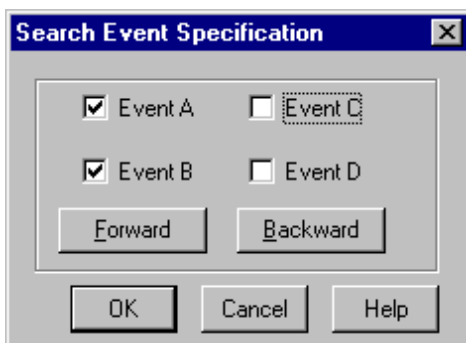 Search Event Specification
Event A Event C
Event B Event D
Forward Backward
OK Cancel Help